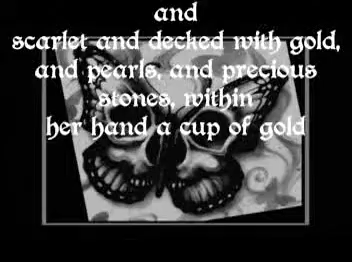 and
scarlet and decked with gold,
and pearls, and precious
stones, within
her hand a cup of gold